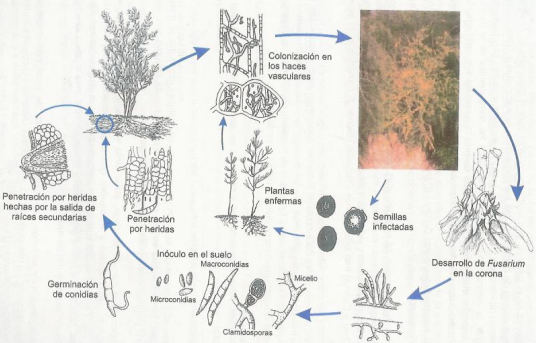 Colonización en
los haces
vasculares
Penetración por heridas
hechas por la salida de
raíces secundarias
Penetración
por heridas
Plantas
enfermas
Semillas
infectadas
Desarrollo de Fusarium
en la corona
Inóculo en el suelo
Macroconidias
Microconidias
Micelio
Clamidosporas
Germinación
de conidias